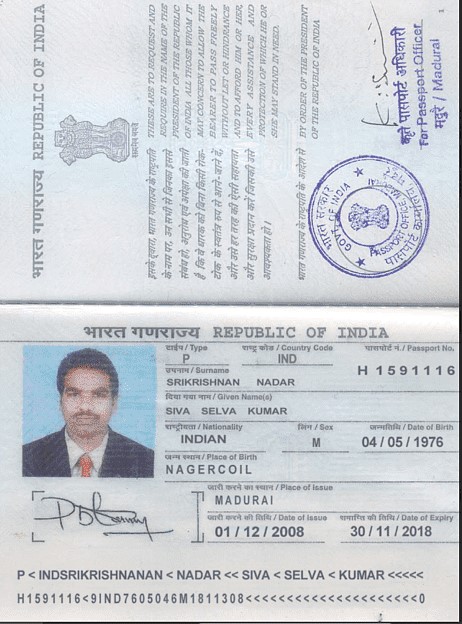 भारत गणराज्य REPUBLIC OF INDIA
सत्यमेव जयते
THESE ARE TO REQUEST AND
REQUIRE IN THE NAME OF THE
PRESIDENT OF THE REPUBLIC
OF INDIA ALL THOSE WHOM IT
MAY CONCERN TO ALLOW THE
BEARER TO PASS FREELY
WITHOUT LET OR HINDRANCE
AND TO AFFORD HIM OR HER,
EVERY ASSISTANCE AND
PROTECTION OF WHICH HE OR
SHE MAY STAND IN NEED.
BY ORDER OF THE PRESIDENT
OF THE REPUBLIC OF INDIA
इसके द्वारा, भारत गणराज्य के राष्ट्रपति
के नाम पर, उन सभी से जिनका इससे
संबंध हो, अनुरोध एवं अपेक्षा की जाती
है कि वे धारक को बिना किसी रोक-
टोक के स्वतंत्र रूप से आने-जाने दें,
और उसे हर तरह की ऐसी सहायता
और सुरक्षा प्रदान करें जिसकी उसे
आवश्यकता हो।
भारत गणराज्य के राष्ट्रपति के आदेश से
कृते पासपोर्ट अधिकारी
For Passport Officer
मदुरै / Madurai
भारत सरकार
GOVT. OF INDIA
PASSPORT OFFICE
पासपोर्ट कार्यालय
भारत गणराज्य REPUBLIC OF INDIA
टाईप / Type राष्ट्र कोड / Country Code पासपोर्ट नं. / Passport No.
P IND H 1591116
उपनाम / Surname
SRIKRISHNAN NADAR
दिया गया नाम / Given Name(s)
SIVA SELVA KUMAR
राष्ट्रीयता / Nationality लिंग / Sex जन्मतिथि / Date of Birth
INDIAN M 04 / 05 / 1976
जन्म स्थान / Place of Birth
NAGERCOIL
जारी करने का स्थान / Place of Issue
MADURAI
जारी करने की तिथि / Date of Issue समाप्ति की तिथि / Date of Expiry
01 / 12 / 2008 30 / 11 / 2018
P < INDSRIKRISHNANAN < NADAR << SIVA < SELVA < KUMAR <<<<<
H1591116<9IND7605046M1811308<<<<<<<<<<<<<<<<<<<0